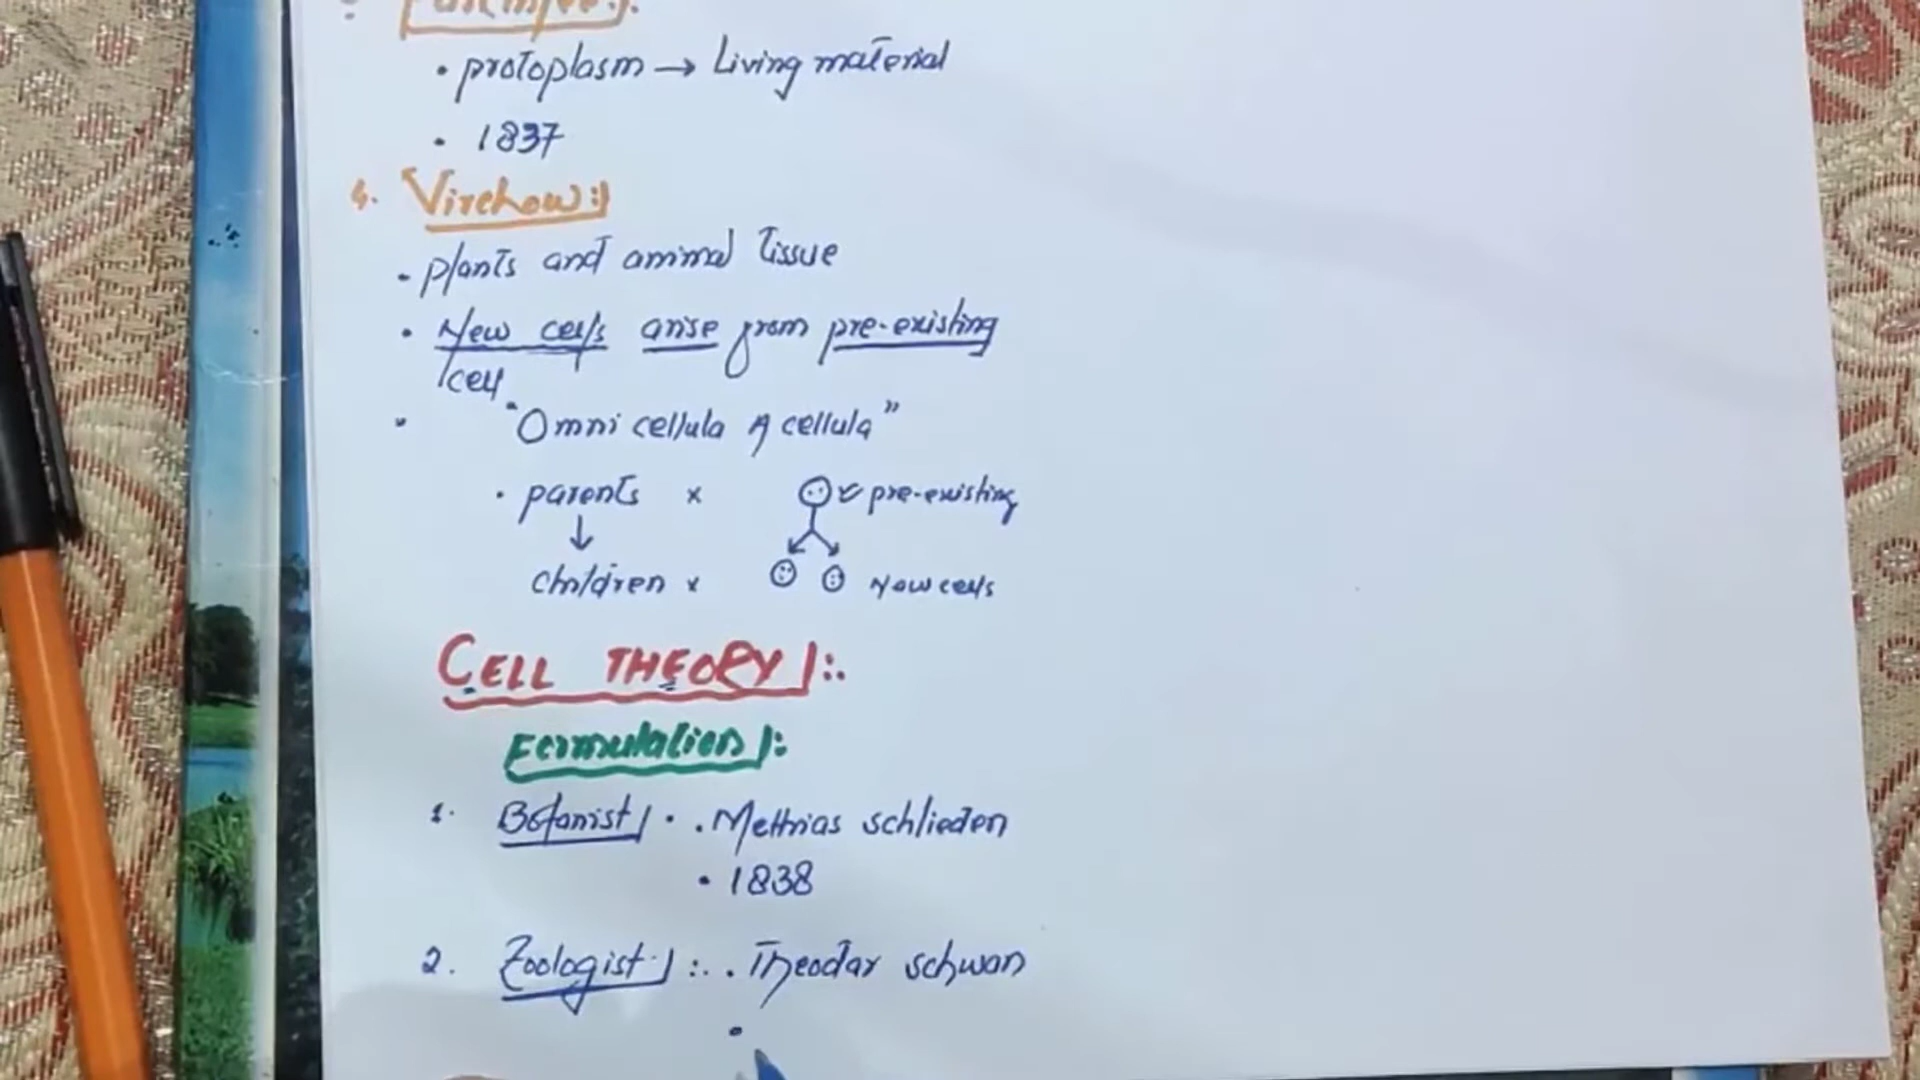 • protoplasm → Living material
• 1837
4. Virchow:
• plants and animal tissue
• New cells arise from pre-existing
cell
• "Omni cellula A cellula"
• parents x pre-existing
↓
children x New cells
CELL THEORY:.
Formulation:
1. Botanist • . Methias schlieden
• 1838
2. Zoologist :. . Theodar schwan
•